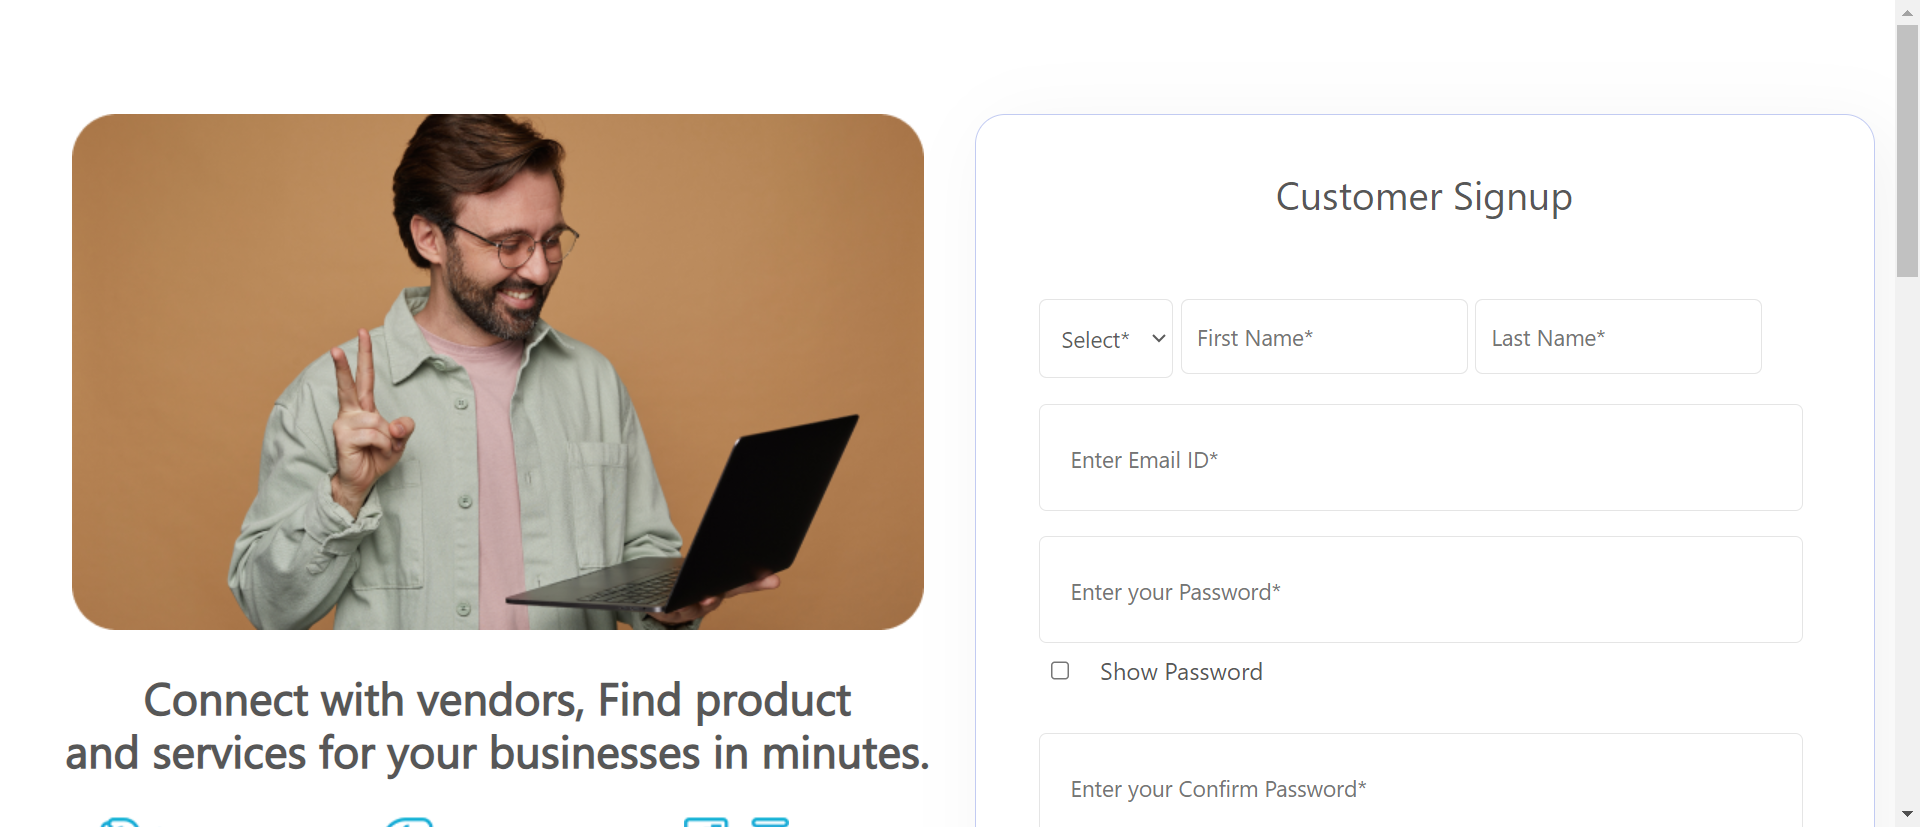 Customer Signup
Select*
First Name*
Last Name*
Enter Email ID*
Enter your Password*
Show Password
Enter your Confirm Password*
Connect with vendors, Find product
and services for your businesses in minutes.